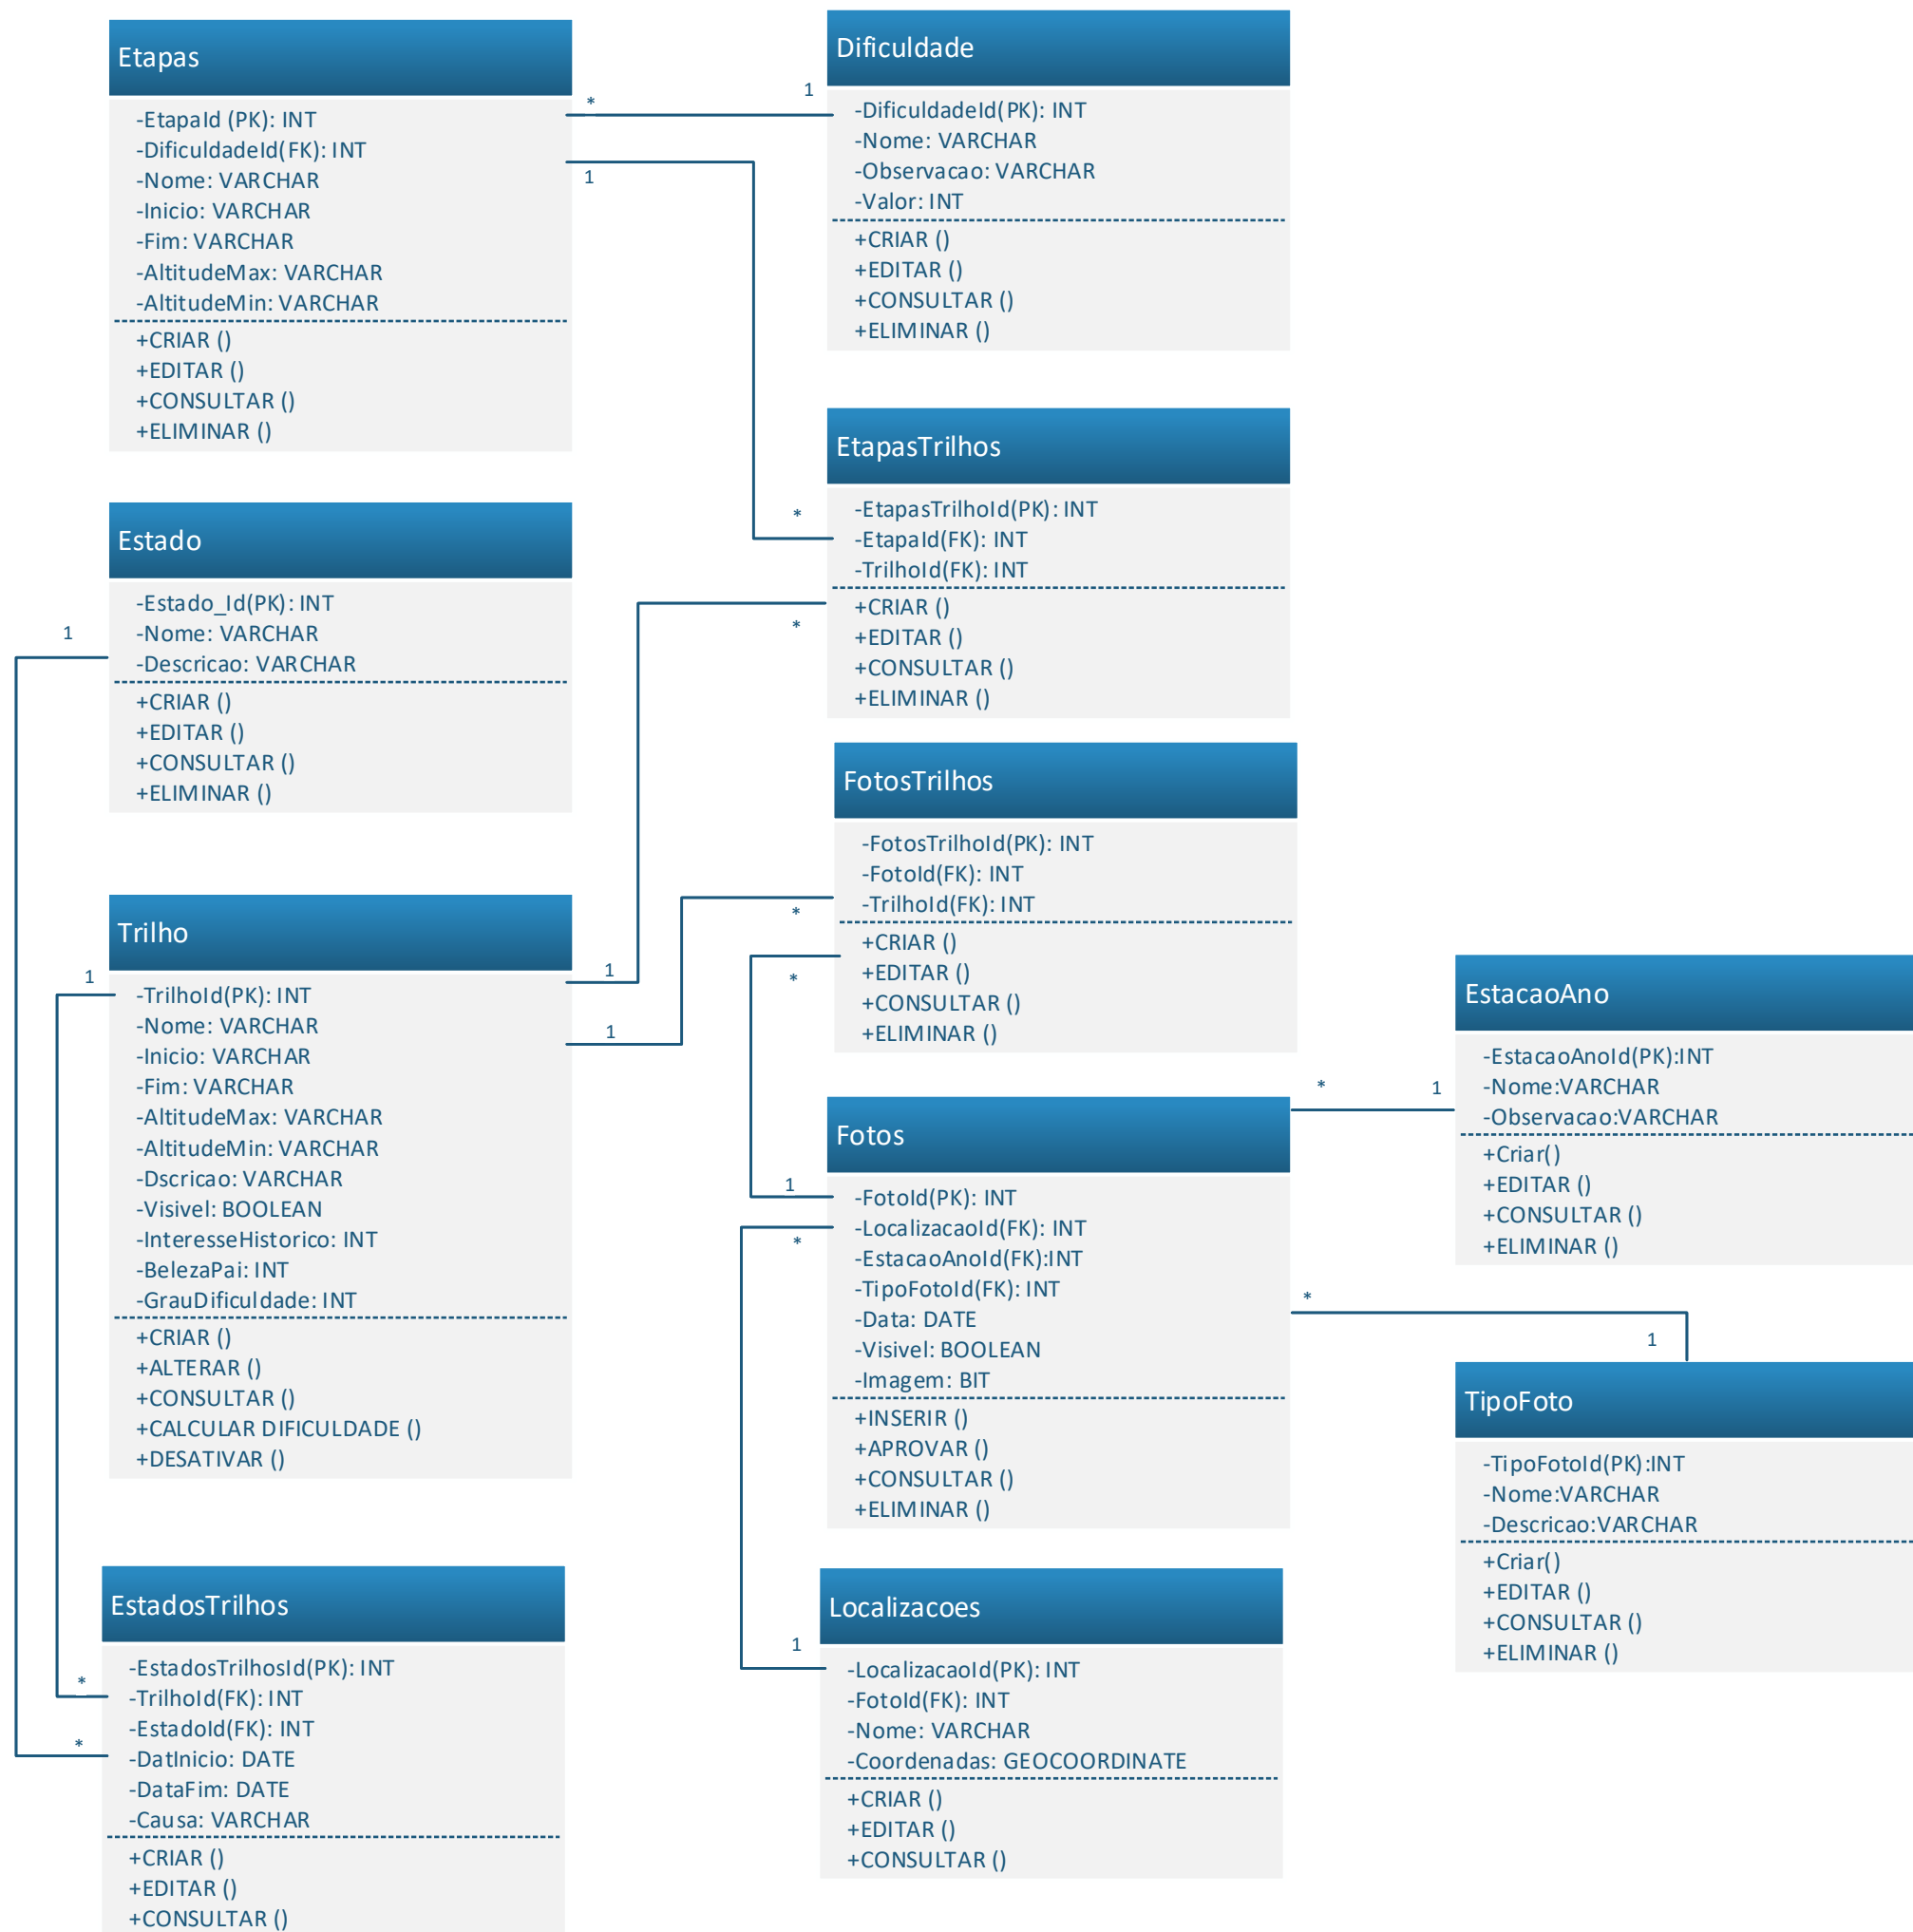 Etapas
-EtapaId (PK): INT
-DificuldadeId(FK): INT
-Nome: VARCHAR
-Inicio: VARCHAR
-Fim: VARCHAR
-AltitudeMax: VARCHAR
-AltitudeMin: VARCHAR
+CRIAR ()
+EDITAR ()
+CONSULTAR ()
+ELIMINAR ()
*
1
1
Dificuldade
-DificuldadeId(PK): INT
-Nome: VARCHAR
-Observacao: VARCHAR
-Valor: INT
+CRIAR ()
+EDITAR ()
+CONSULTAR ()
+ELIMINAR ()
EtapasTrilhos
*
-EtapasTrilhoId(PK): INT
-EtapaId(FK): INT
-TrilhoId(FK): INT
*
+CRIAR ()
+EDITAR ()
+CONSULTAR ()
+ELIMINAR ()
Estado
1
-Estado_Id(PK): INT
-Nome: VARCHAR
-Descricao: VARCHAR
+CRIAR ()
+EDITAR ()
+CONSULTAR ()
+ELIMINAR ()
FotosTrilhos
-FotosTrilhoId(PK): INT
-FotoId(FK): INT
-TrilhoId(FK): INT
*
+CRIAR ()
+EDITAR ()
*
+CONSULTAR ()
+ELIMINAR ()
Trilho
1
1
1
-TrilhoId(PK): INT
-Nome: VARCHAR
-Inicio: VARCHAR
-Fim: VARCHAR
-AltitudeMax: VARCHAR
-AltitudeMin: VARCHAR
-Dscricao: VARCHAR
-Visivel: BOOLEAN
-InteresseHistorico: INT
-BelezaPai: INT
-GrauDificuldade: INT
+CRIAR ()
+ALTERAR ()
+CONSULTAR ()
+CALCULAR DIFICULDADE ()
+DESATIVAR ()
EstacaoAno
-EstacaoAnoId(PK):INT
-Nome:VARCHAR
-Observacao:VARCHAR
+Criar()
+EDITAR ()
+CONSULTAR ()
+ELIMINAR ()
*
1
Fotos
1
-FotoId(PK): INT
-LocalizacaoId(FK): INT
*
-EstacaoAnoId(FK):INT
-TipoFotoId(FK): INT
-Data: DATE
-Visivel: BOOLEAN
-Imagem: BIT
+INSERIR ()
+APROVAR ()
+CONSULTAR ()
+ELIMINAR ()
*
1
TipoFoto
-TipoFotoId(PK):INT
-Nome:VARCHAR
-Descricao:VARCHAR
+Criar()
+EDITAR ()
+CONSULTAR ()
+ELIMINAR ()
EstadosTrilhos
-EstadosTrilhosId(PK): INT
*
-TrilhoId(FK): INT
-EstadoId(FK): INT
*
-DatInicio: DATE
-DataFim: DATE
-Causa: VARCHAR
+CRIAR ()
+EDITAR ()
+CONSULTAR ()
Localizacoes
1
-LocalizacaoId(PK): INT
-FotoId(FK): INT
-Nome: VARCHAR
-Coordenadas: GEOCOORDINATE
+CRIAR ()
+EDITAR ()
+CONSULTAR ()